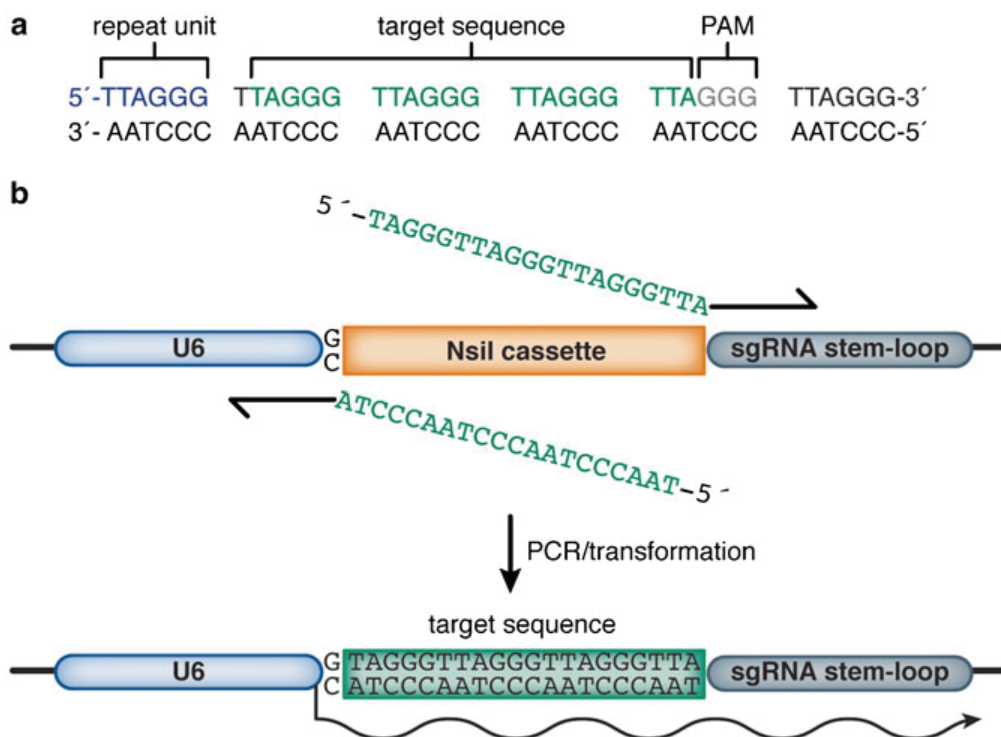 a
repeat unit target sequence PAM
5´-TTAGGG TTAGGG TTAGGG TTAGGG TTAGGG TTAGGG-3´
3´- AATCCC AATCCC AATCCC AATCCC AATCCC AATCCC-5´
b
5´-TAGGGTTAGGGTTAGGGTTA
U6 G Nsil cassette sgRNA stem-loop
C
ATCCCAATCCCAATCCCAAT-5´
PCR/transformation
target sequence
U6 G TAGGGTTAGGGTTAGGGTTA sgRNA stem-loop
C ATCCCAATCCCAATCCCAAT